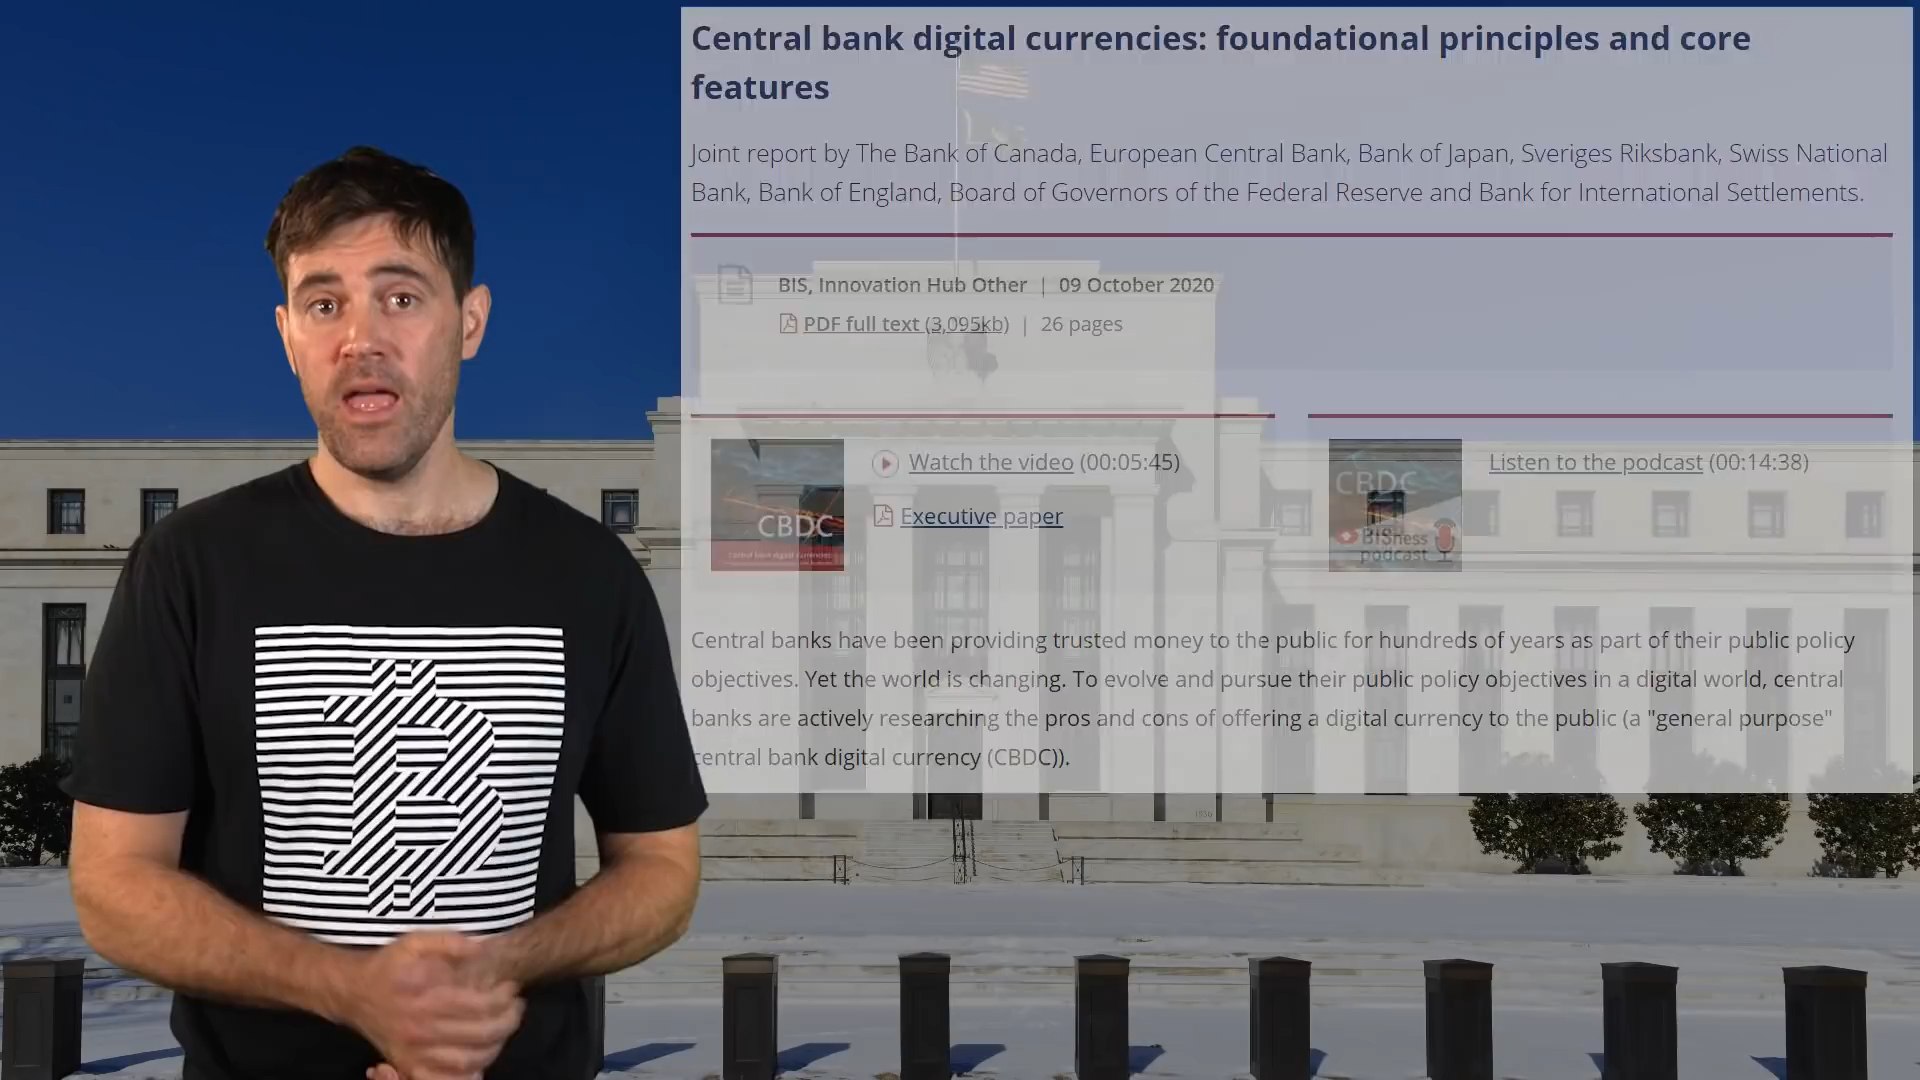 Central bank digital currencies: foundational principles and core
features
Joint report by The Bank of Canada, European Central Bank, Bank of Japan, Sveriges Riksbank, Swiss National
Bank, Bank of England, Board of Governors of the Federal Reserve and Bank for International Settlements.
BIS, Innovation Hub Other | 09 October 2020
PDF full text (3,095kb) | 26 pages
Watch the video (00:05:45)
Executive paper
CBDC
Central bank digital currencies
Listen to the podcast (00:14:38)
CBDC
BISness
podcast
Central banks have been providing trusted money to the public for hundreds of years as part of their public policy
objectives. Yet the world is changing. To evolve and pursue their public policy objectives in a digital world, central
banks are actively researching the pros and cons of offering a digital currency to the public (a "general purpose"
central bank digital currency (CBDC)).